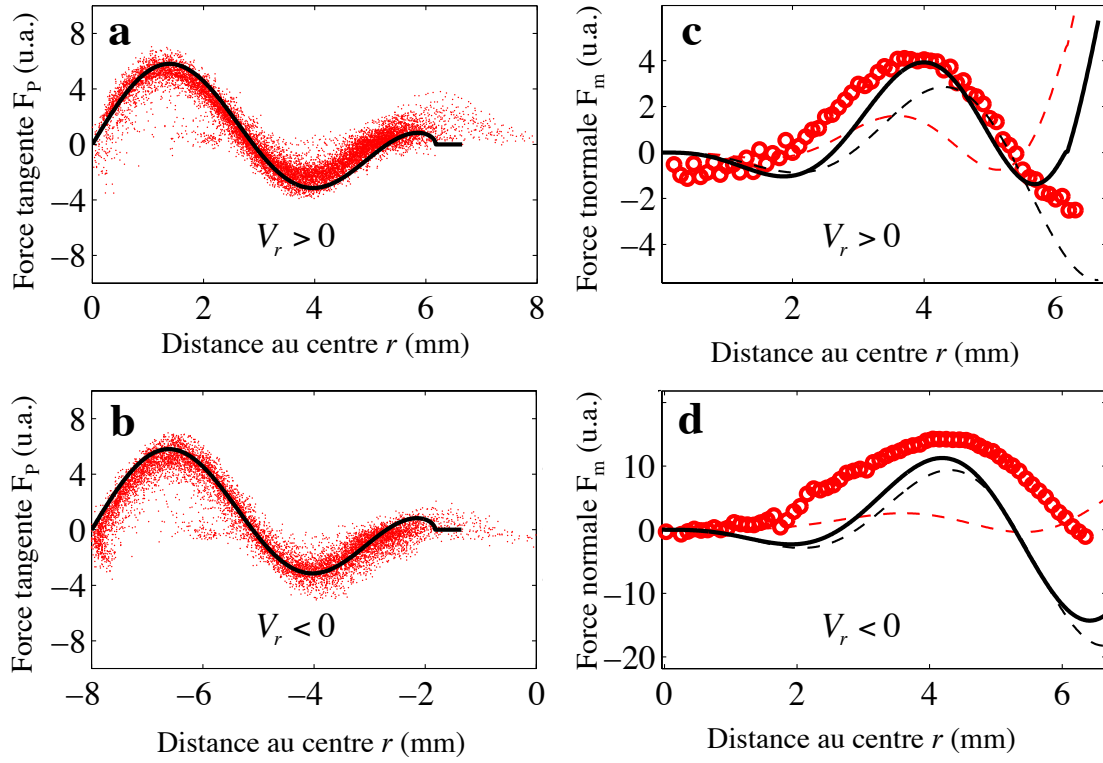 a
Force tangente F_P (u.a.)
8
4
0
−4
−8
V_r > 0
0 2 4 6 8
Distance au centre r (mm)
c
Force tnormale F_m (u.a.)
4
2
0
−2
−4
V_r > 0
2 4 6
Distance au centre r (mm)
b
Force tangente F_P (u.a.)
8
4
0
−4
−8
V_r < 0
−8 −6 −4 −2 0
Distance au centre r (mm)
d
Force normale F_m (u.a.)
10
0
−10
−20
V_r < 0
0 2 4 6
Distance au centre r (mm)